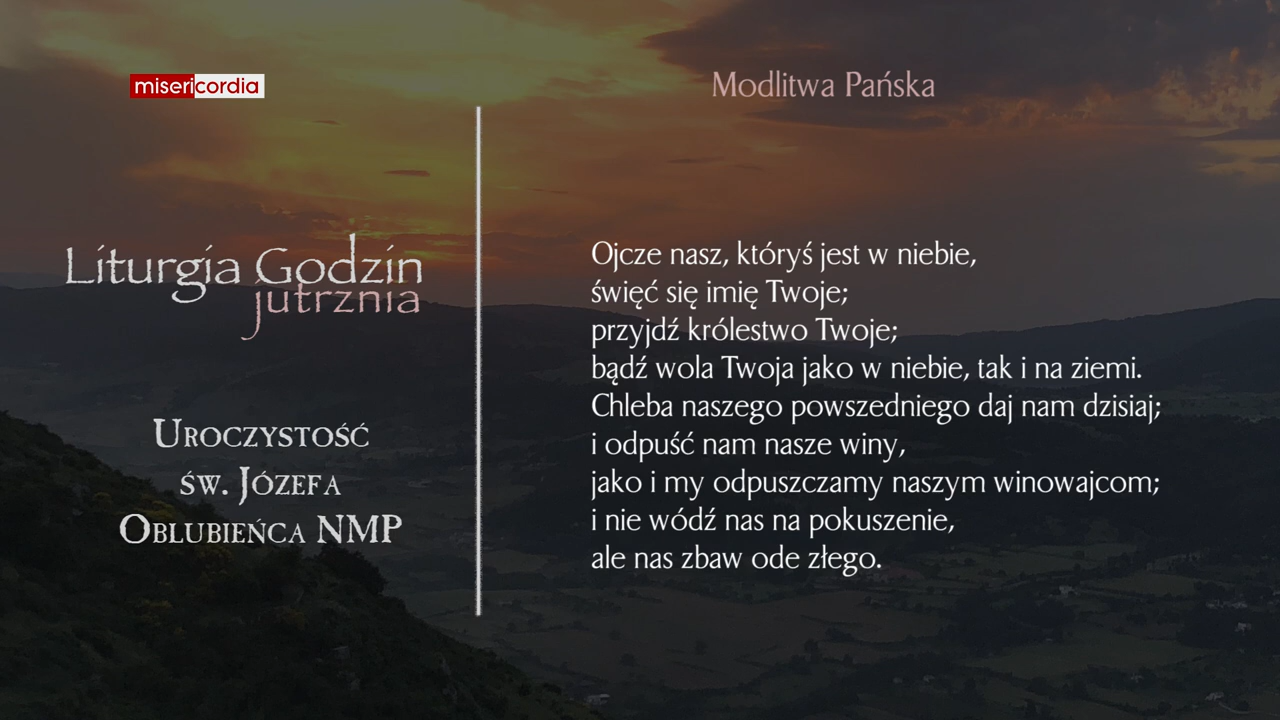 misericordia
Liturgia Godzin
jutrznia
Uroczystość
św. Józefa
Oblubieńca NMP
Modlitwa Pańska
Ojcze nasz, któryś jest w niebie,
święć się imię Twoje;
przyjdź królestwo Twoje;
bądź wola Twoja jako w niebie, tak i na ziemi.
Chleba naszego powszedniego daj nam dzisiaj;
i odpuść nam nasze winy,
jako i my odpuszczamy naszym winowajcom;
i nie wódź nas na pokuszenie,
ale nas zbaw ode złego.